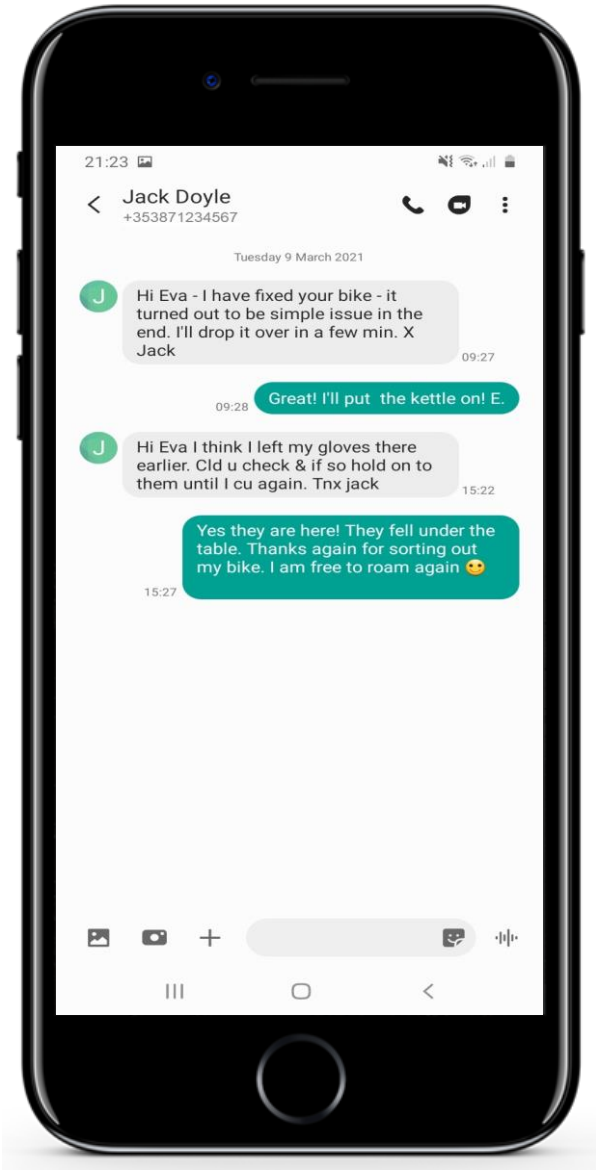 21:23
Jack Doyle
+353871234567
Tuesday 9 March 2021
J
Hi Eva - I have fixed your bike - it
turned out to be simple issue in the
end. I'll drop it over in a few min. X
Jack
09:27
Great! I'll put  the kettle on! E.
09:28
J
Hi Eva I think I left my gloves there
earlier. Cld u check & if so hold on to
them until I cu again. Tnx jack
15:22
Yes they are here! They fell under the
table. Thanks again for sorting out
my bike. I am free to roam again 🙂
15:27